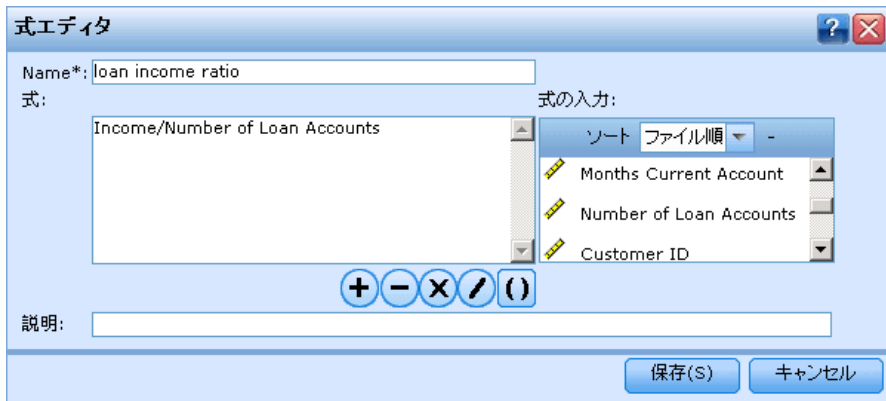 式エディタ
?
Name*: loan income ratio
式:
式の入力:
Income/Number of Loan Accounts
ソート ファイル順 -
Months Current Account
Number of Loan Accounts
Customer ID
+ - X / ()
説明:
保存(S) キャンセル